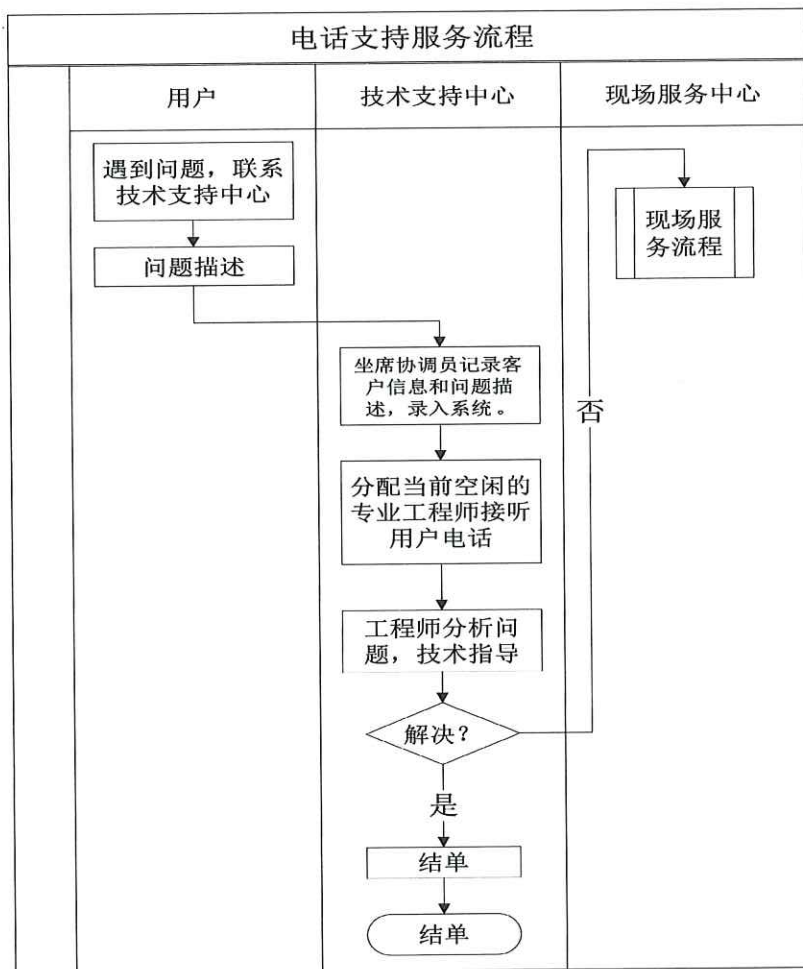 电话支持服务流程
用户
技术支持中心
现场服务中心
遇到问题，联系
技术支持中心
现场服
务流程
问题描述
坐席协调员记录客
户信息和问题描
述，录入系统。
否
分配当前空闲的
专业工程师接听
用户电话
工程师分析问
题，技术指导
解决？
是
结单
结单